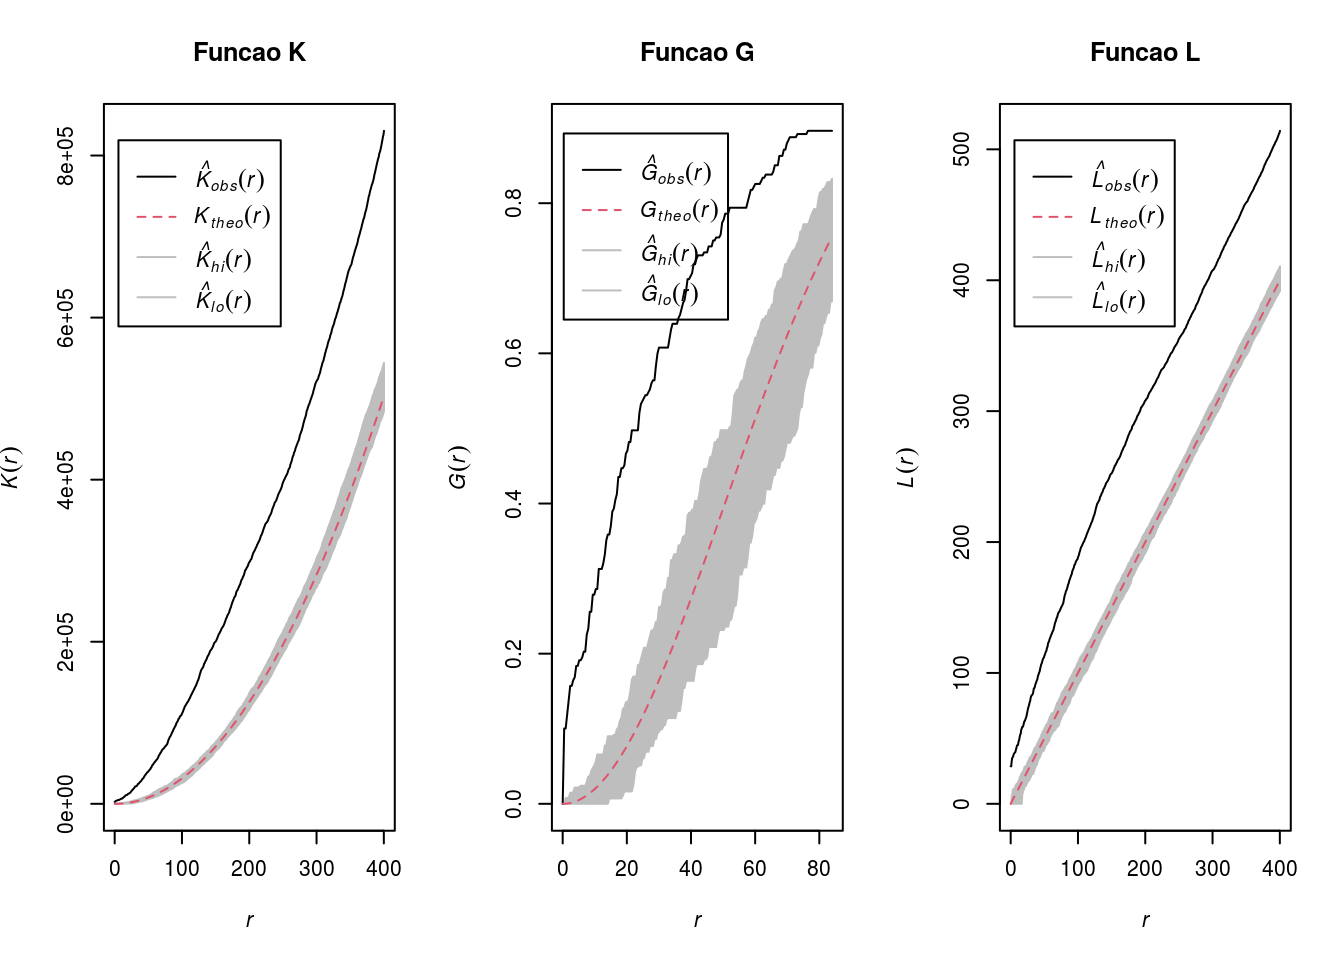 Funcao K
K̂obs(r)
Ktheo(r)
K̂hi(r)
K̂lo(r)
K(r)
0e+00 2e+05 4e+05 6e+05 8e+05
0 100 200 300 400
r
Funcao G
Ĝobs(r)
Gtheo(r)
Ĝhi(r)
Ĝlo(r)
G(r)
0.0 0.2 0.4 0.6 0.8
0 20 40 60 80
r
Funcao L
L̂obs(r)
Ltheo(r)
L̂hi(r)
L̂lo(r)
L(r)
0 100 200 300 400 500
0 100 200 300 400
r